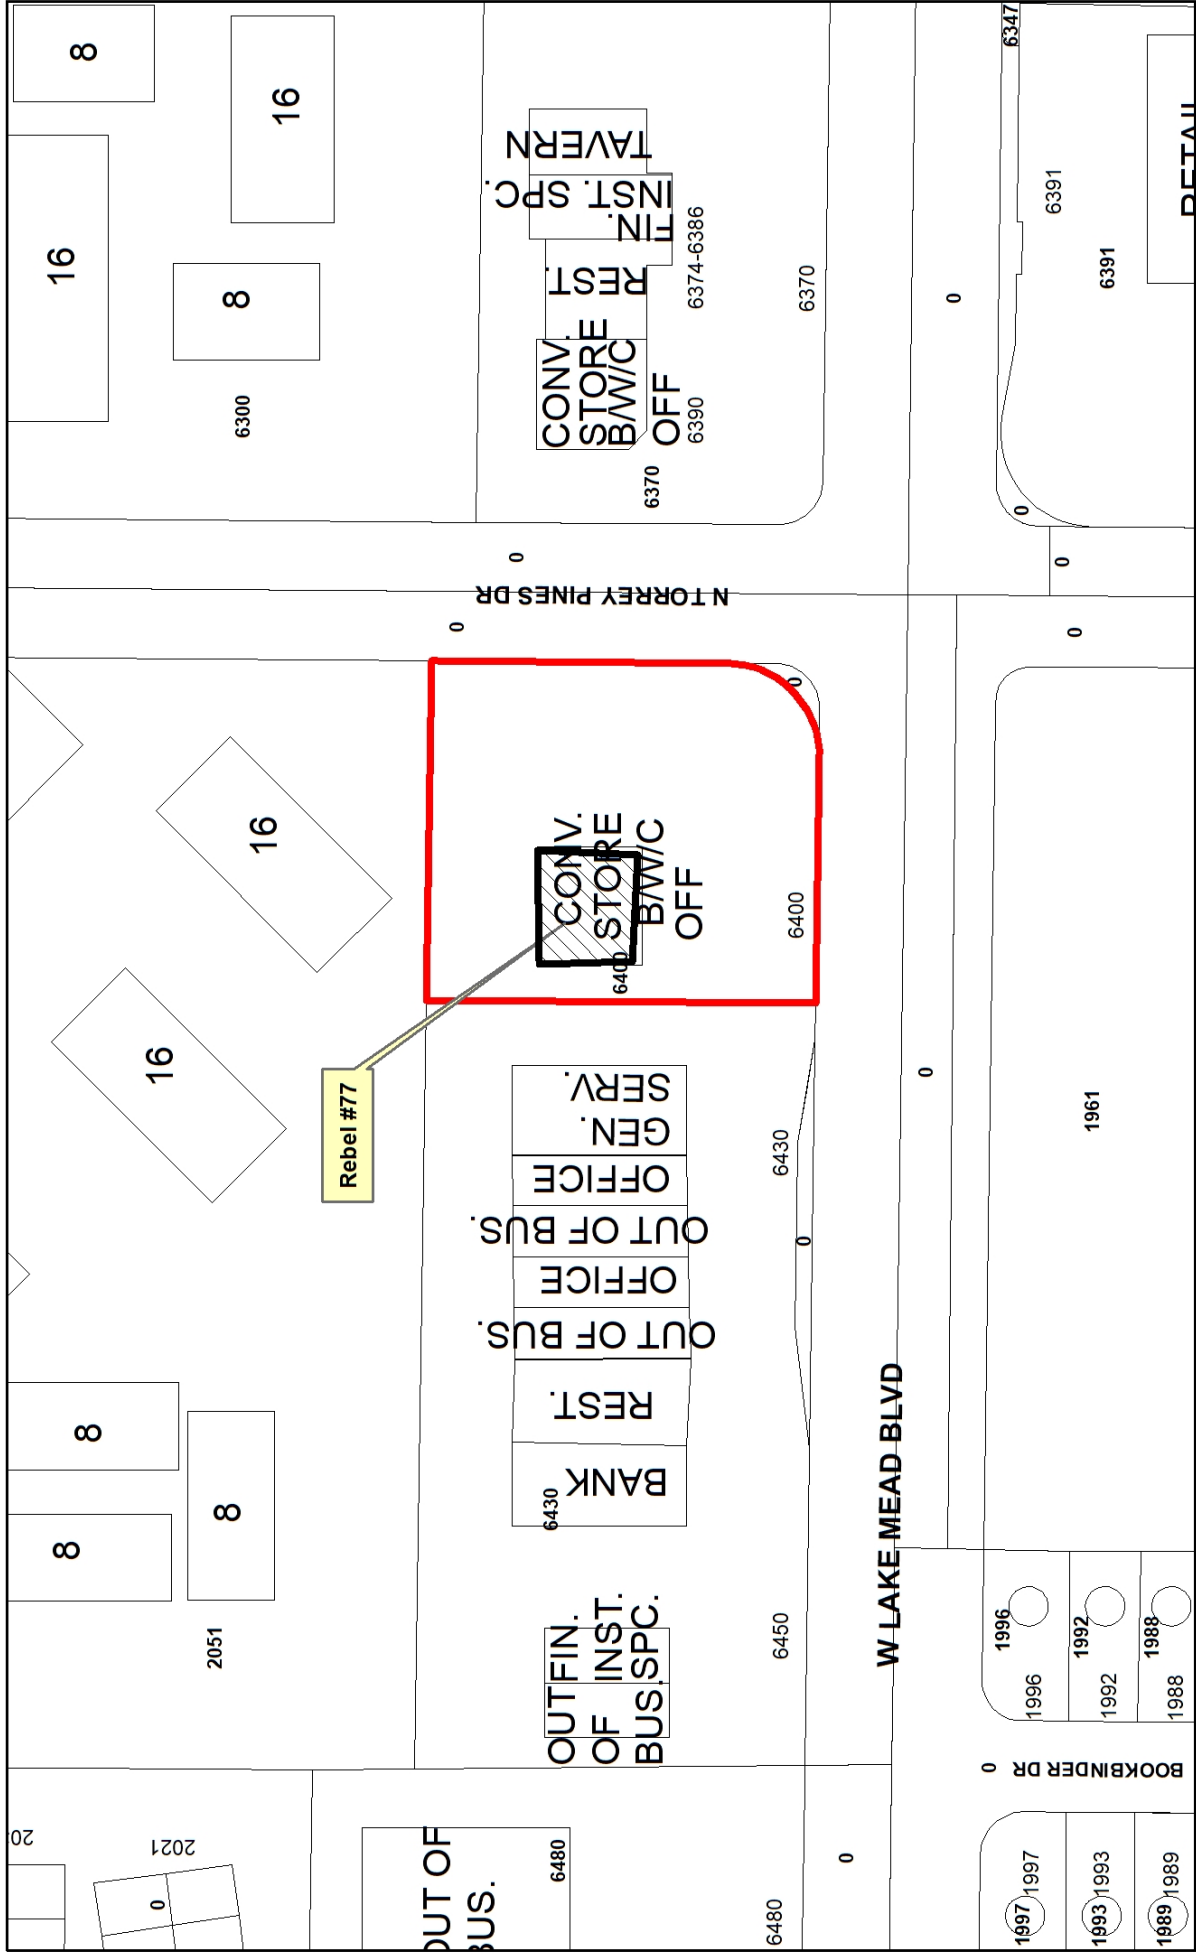 8
16
16
8
6300
TAVERN
INST. SPC.
FIN.
REST.
CONV.
STORE
B/W/C
OFF
6374-6386
6390
6370
6370
6347
6391
6391
0
0
0
0
0
0
0
N TORREY PINES DR
16
16
CONV.
STORE
B/W/C
OFF
6400
6400
Rebel #77
GEN.
SERV.
OFFICE
OUT OF BUS.
OFFICE
OUT OF BUS.
REST.
BANK
6430
6430
0
0
1961
8
8
8
2051
W LAKE MEAD BLVD
FIN.
INST.
SPC.
OUT
OF
BUS.
6450
1996
1996
1992
1992
1988
1988
BOOKBINDER DR
0
0
2021
0
OUT OF
BUS.
6480
6480
1997
1997
1993
1993
1989
1989